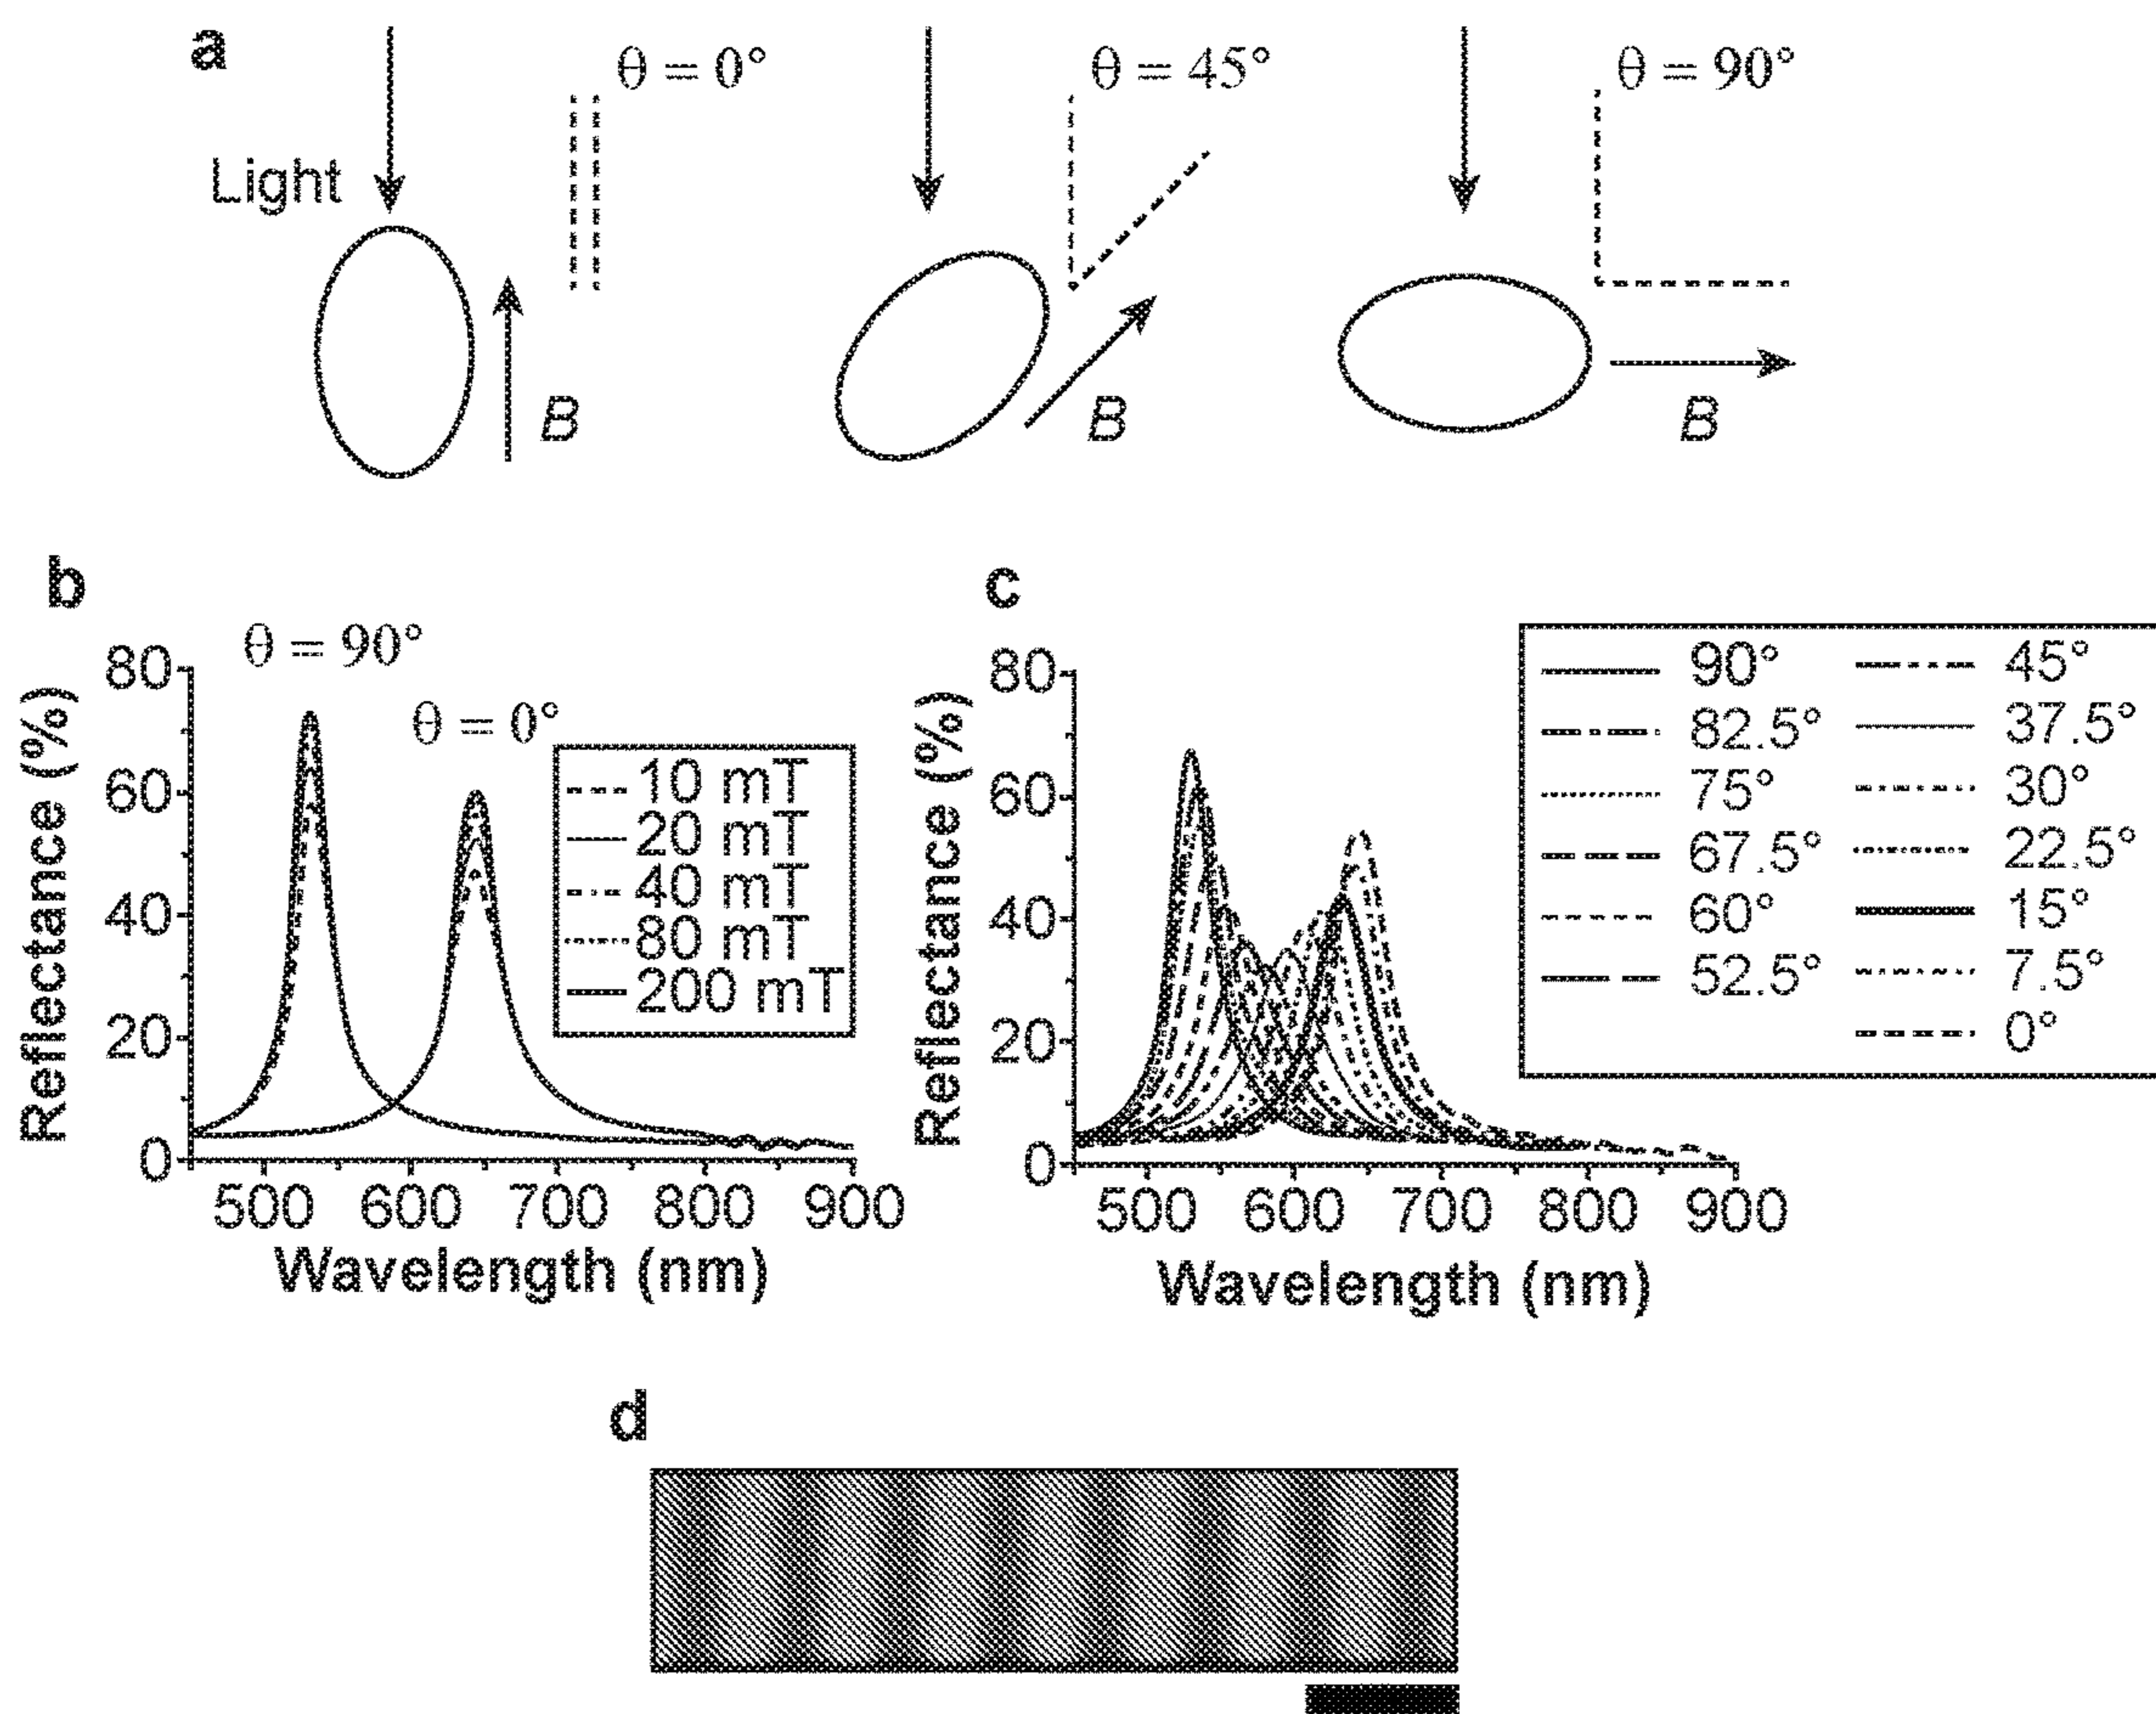 a
θ = 0°
θ = 45°
θ = 90°
Light
B
B
B
b
θ = 90°
θ = 0°
Reflectance (%)
80
60
40
20
0
10 mT
20 mT
40 mT
80 mT
200 mT
500 600 700 800 900
Wavelength (nm)
c
Reflectance (%)
80
60
40
20
0
90° 45°
82.5° 37.5°
75° 30°
67.5° 22.5°
60° 15°
52.5° 7.5°
0°
500 600 700 800 900
Wavelength (nm)
d